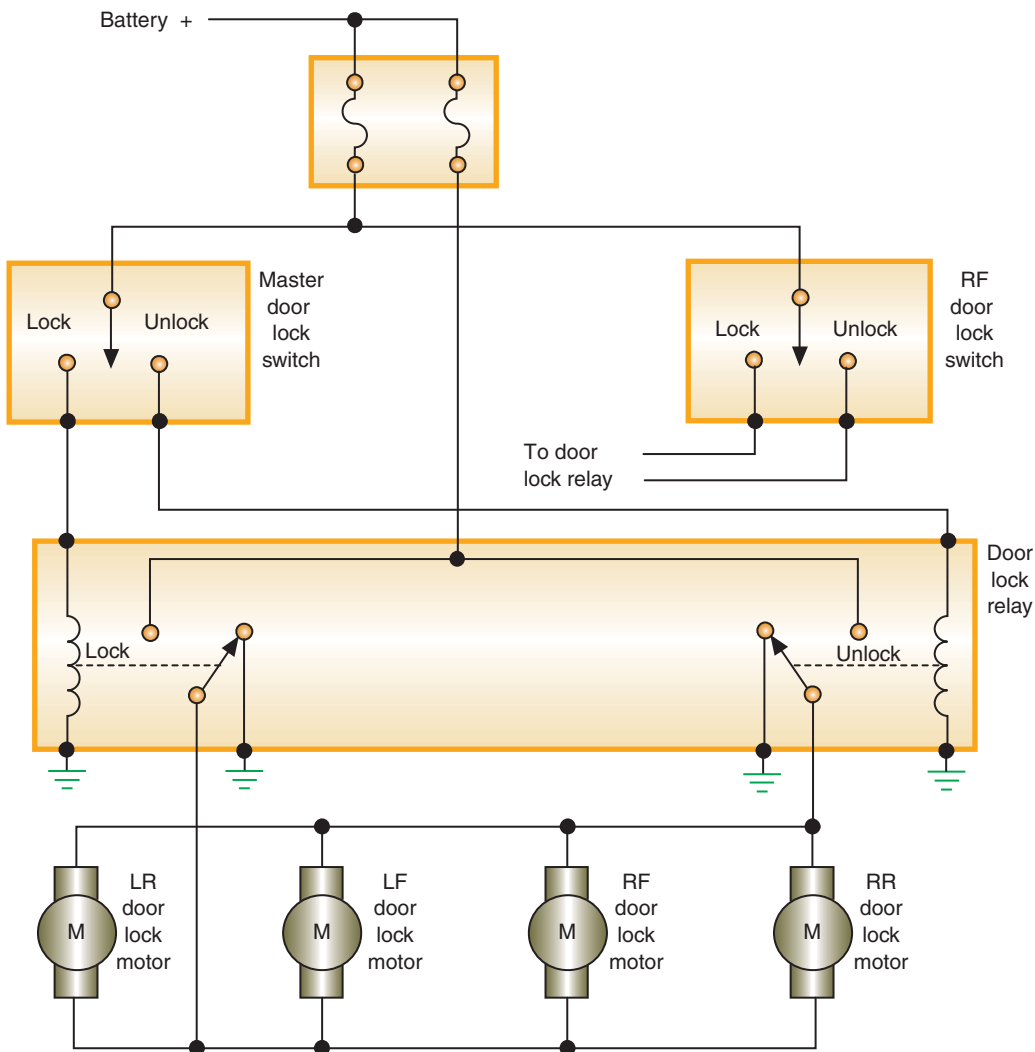 Battery +
Master
door
lock
switch
Lock Unlock
RF
door
lock
switch
Lock Unlock
To door
lock relay
Door
lock
relay
Lock
Unlock
LR
door
lock
motor
M
LF
door
lock
motor
M
RF
door
lock
motor
M
RR
door
lock
motor
M